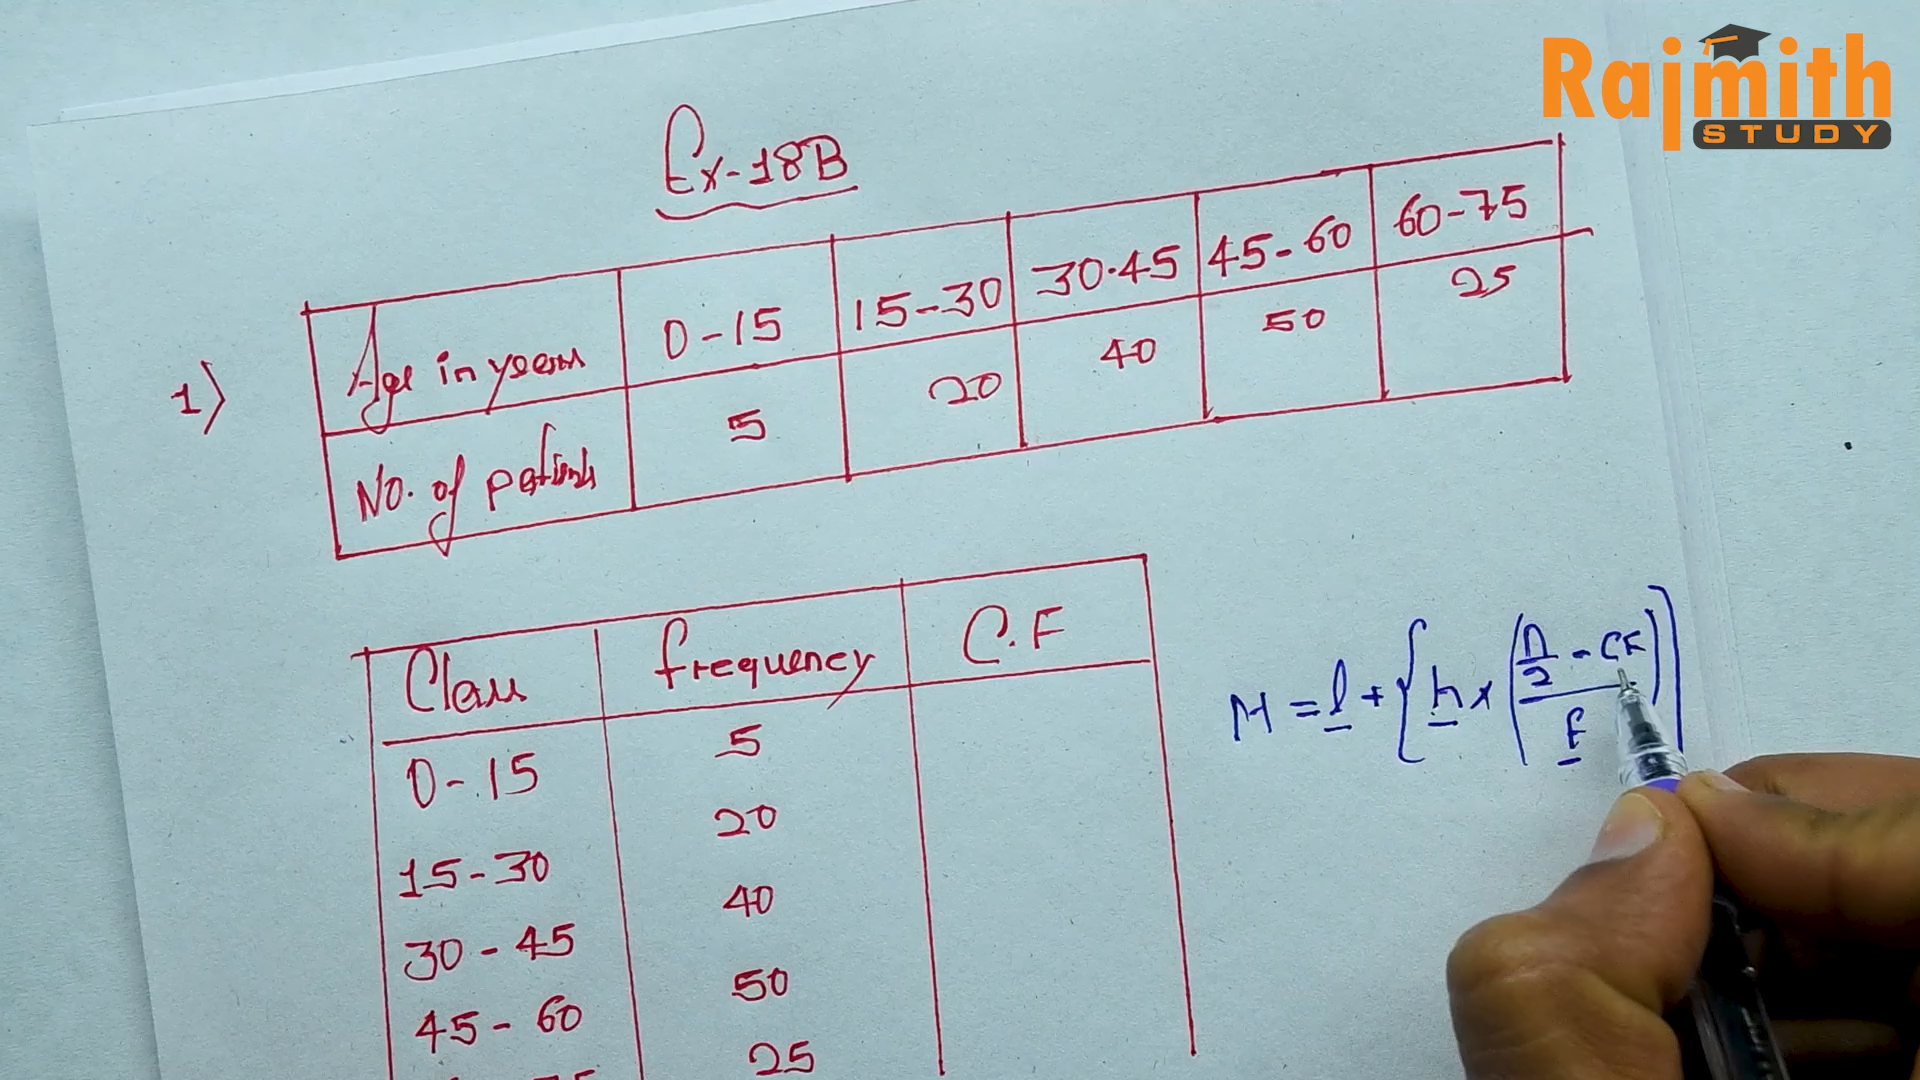 Rajmith
STUDY
Ex-18B
1)
Age in years 0-15 15-30 30-45 45-60 60-75
No. of patients 5 20 40 50 25
Class frequency C.F
0-15 5
15-30 20
30-45 40
45-60 50
25
M = l + { h × ( n/2 - CF / f ) }